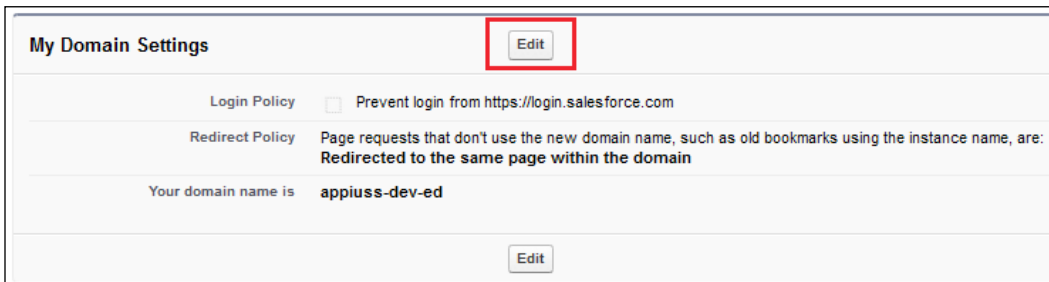 My Domain Settings
Edit
Login Policy
Prevent login from https://login.salesforce.com
Redirect Policy
Page requests that don't use the new domain name, such as old bookmarks using the instance name, are:
Redirected to the same page within the domain
Your domain name is
appiuss-dev-ed
Edit